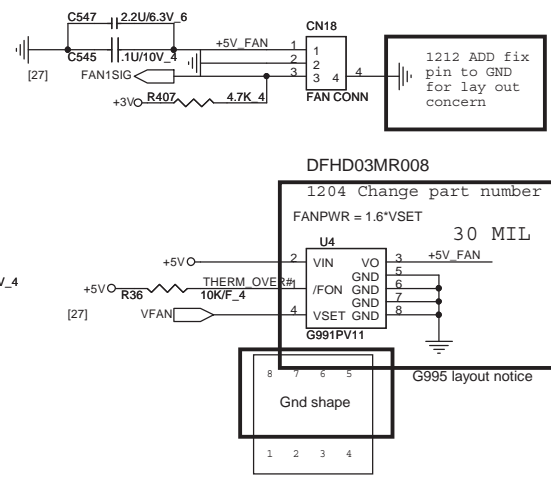 C547
2.2U/6.3V_6
CN18
+5V_FAN
1
1
2
2
3
3
4
4
C545
.1U/10V_4
[27]
FAN1SIG
+3V
R407
4.7K_4
FAN CONN
1212 ADD fix
pin to GND
for lay out
concern
DFHD03MR008
1204 Change part number
FANPWR = 1.6*VSET
30 MIL
U4
+5V
2
VIN
VO
3
+5V_FAN
GND
5
V_4
+5V
R36
10K/F_4
THERM_OVER#
1
/FON
GND
6
GND
7
[27]
VFAN
4
VSET
GND
8
G991PV11
G995 layout notice
8 7 6 5
Gnd shape
1 2 3 4